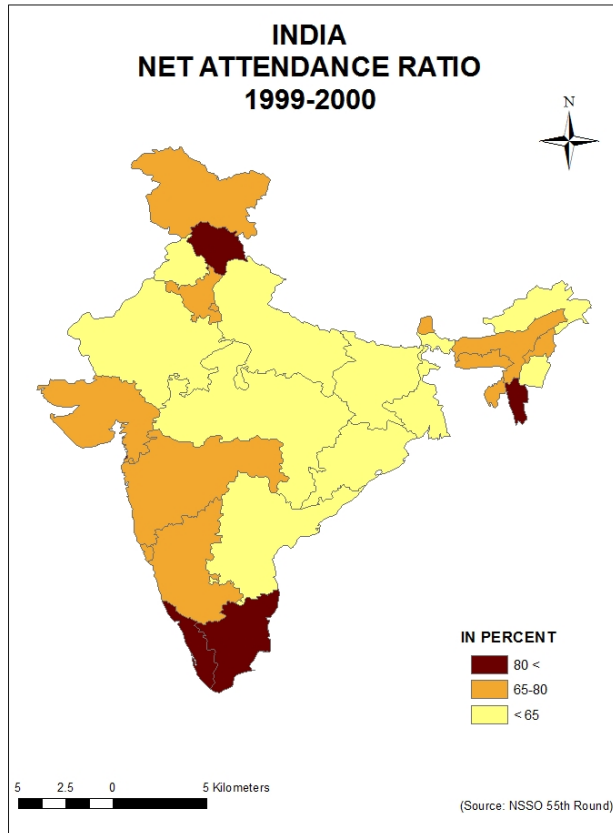 INDIA
NET ATTENDANCE RATIO
1999-2000
N
IN PERCENT
80 <
65-80
< 65
5 2.5 0 5 Kilometers
(Source: NSSO 55th Round)